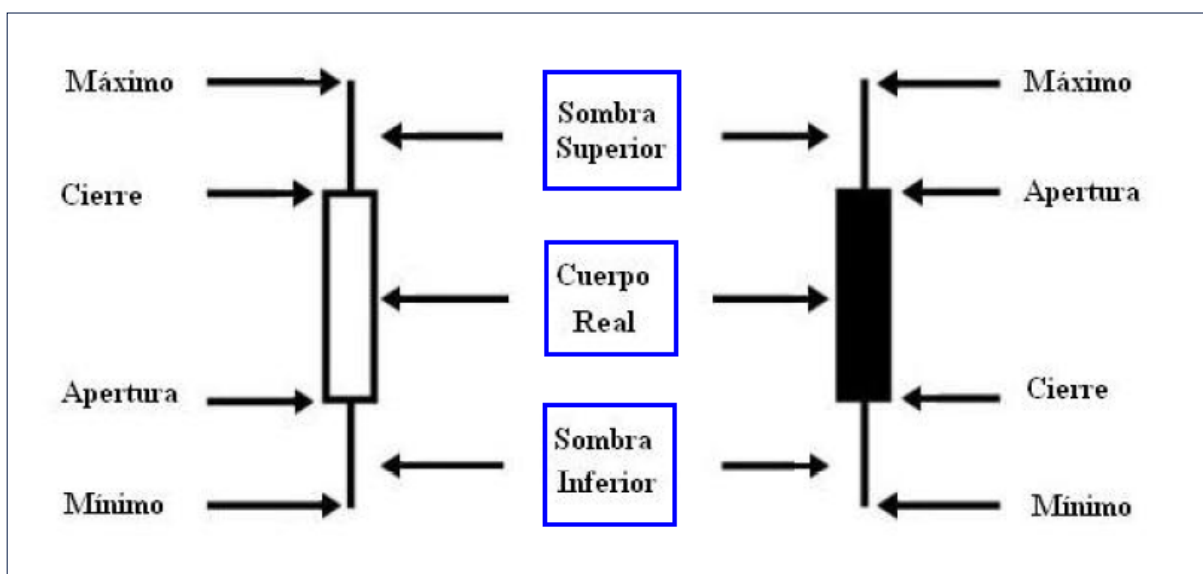 Máximo
Cierre
Apertura
Mínimo
Sombra
Superior
Cuerpo
Real
Sombra
Inferior
Máximo
Apertura
Cierre
Mínimo